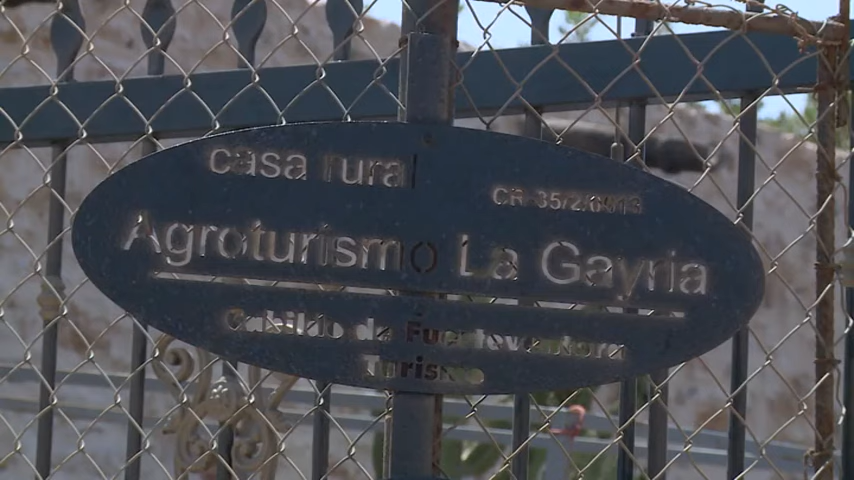 casa rural
CR-35/2/0013
Agroturismo La Gayria
Cabildo de Fuerteventura
Turismo